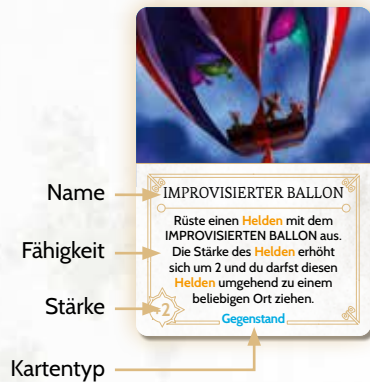 Name
IMPROVISIERTER BALLON
Rüste einen Helden mit dem
IMPROVISIERTEN BALLON aus.
Fähigkeit
Die Stärke des Helden erhöht
sich um 2 und du darfst diesen
Helden umgehend zu einem
beliebigen Ort ziehen.
Stärke
2
Gegenstand
Kartentyp